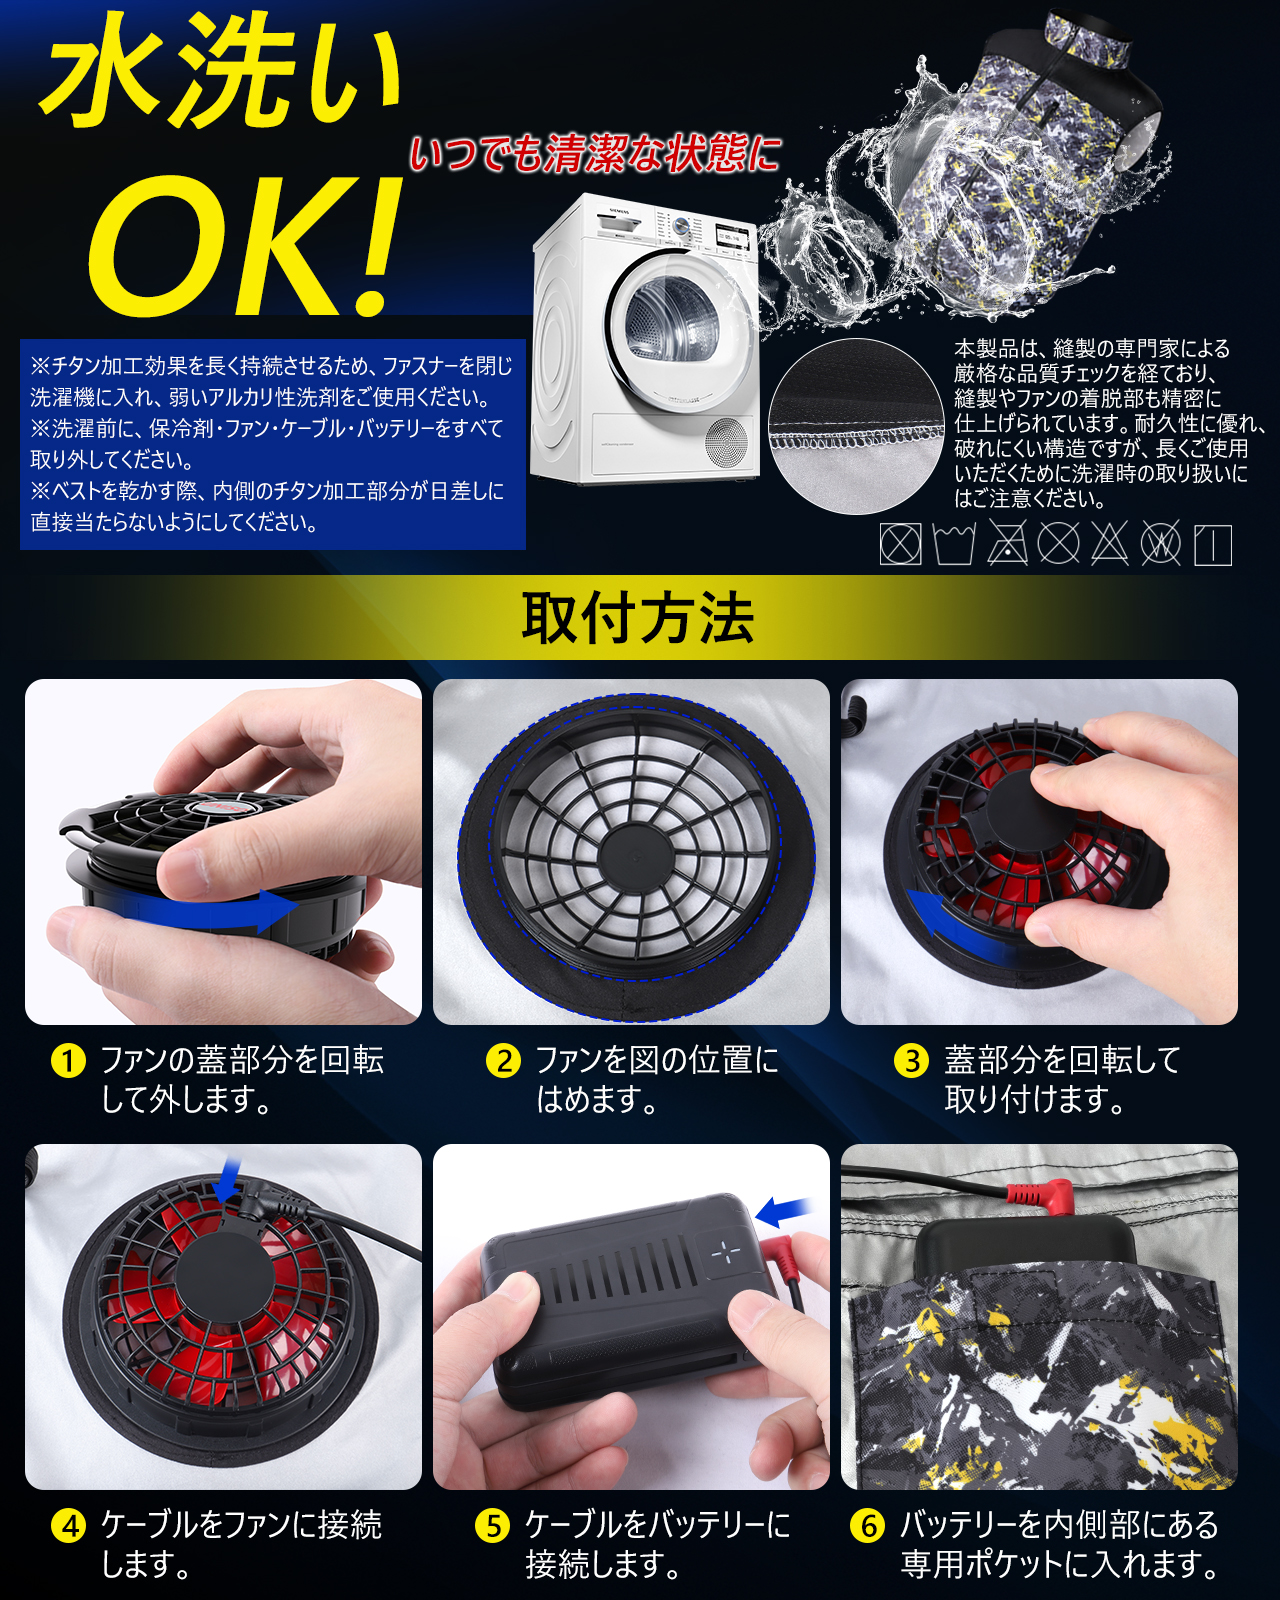 水洗い
OK!
いつでも清潔な状態に
SIEMENS
※チタン加工効果を長く持続させるため、ファスナーを閉じ
洗濯機に入れ、弱いアルカリ性洗剤をご使用ください。
※洗濯前に、保冷剤・ファン・ケーブル・バッテリーをすべて
取り外してください。
※ベストを乾かす際、内側のチタン加工部分が日差しに
直接当たらないようにしてください。
本製品は、縫製の専門家による
厳格な品質チェックを経ており、
縫製やファンの着脱部も精密に
仕上げられています。耐久性に優れ、
破れにくい構造ですが、長くご使用
いただくために洗濯時の取り扱いに
はご注意ください。
W
取付方法
1 ファンの蓋部分を回転
して外します。
2 ファンを図の位置に
はめます。
3 蓋部分を回転して
取り付けます。
4 ケーブルをファンに接続
します。
5 ケーブルをバッテリーに
接続します。
6 バッテリーを内側部にある
専用ポケットに入れます。